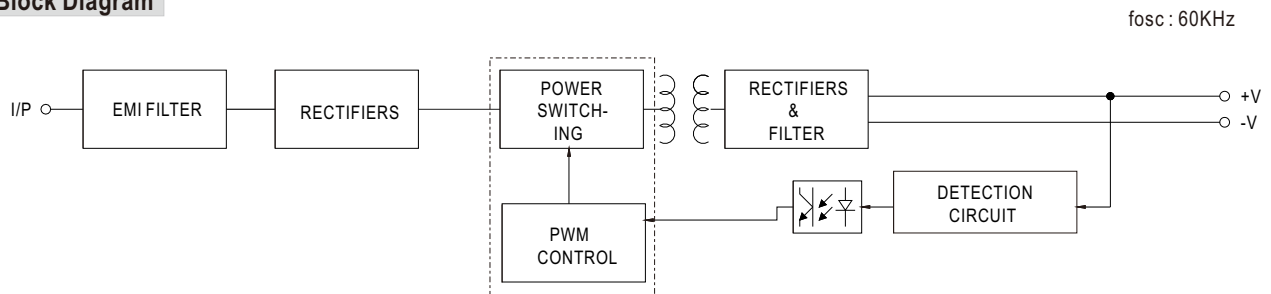 Block Diagram
fosc : 60KHz
I/P
EMI FILTER
RECTIFIERS
POWER
SWITCH-
ING
RECTIFIERS
&
FILTER
+V
-V
DETECTION
CIRCUIT
PWM
CONTROL